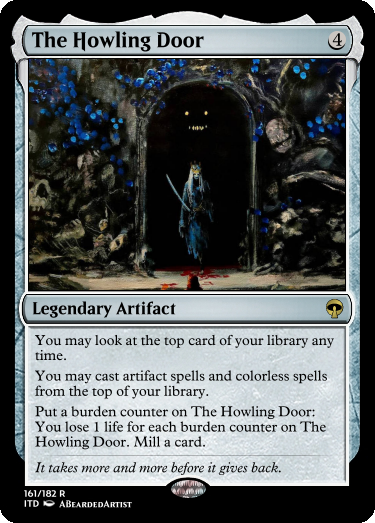 The Howling Door
4
Legendary Artifact
You may look at the top card of your library any
time.
You may cast artifact spells and colorless spells
from the top of your library.
Put a burden counter on The Howling Door:
You lose 1 life for each burden counter on The
Howling Door. Mill a card.
It takes more and more before it gives back.
161/182 R
ITD ABeardedArtist